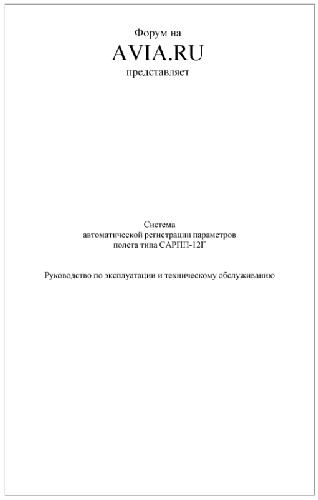 Форум на
AVIA.RU
представляет
Система
автоматической регистрации параметров
полета типа САРПП-12Г
Руководство по эксплуатации и техническому обслуживанию